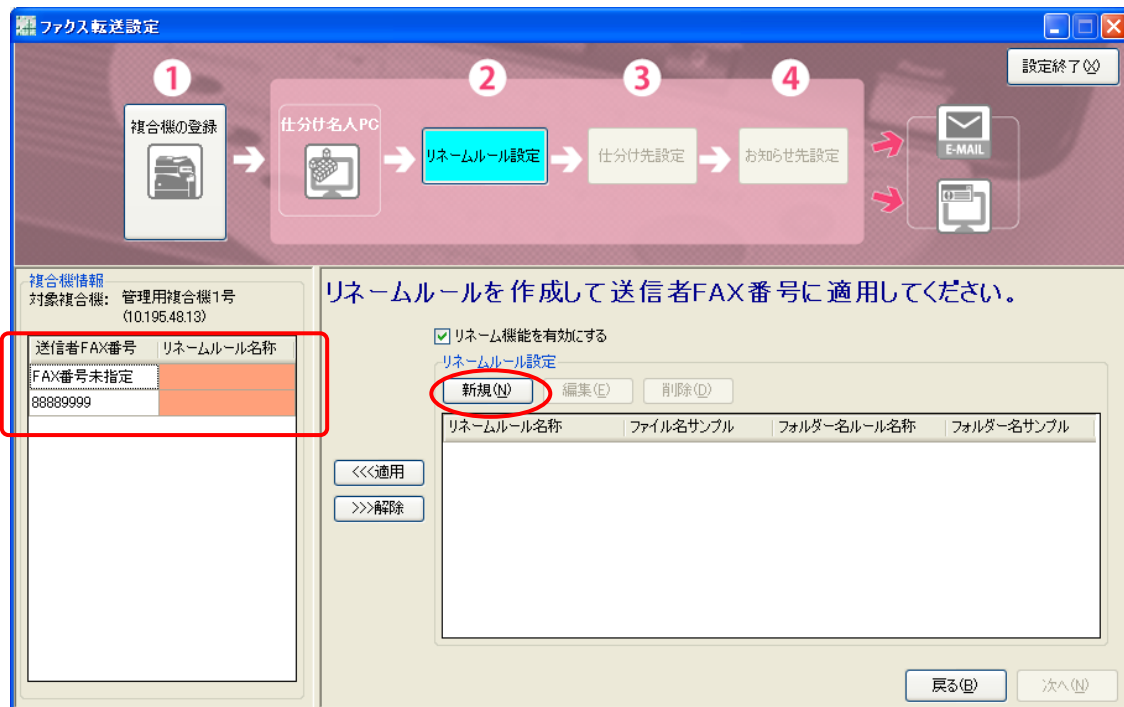 ファクス転送設定
設定終了(X)
1
2
3
4
複合機の登録
仕分け名人PC
リネームルール設定
仕分け先設定
お知らせ先設定
E-MAIL
複合機情報
対象複合機: 管理用複合機1号
(10.195.48.13)
送信者FAX番号 リネームルール名称
FAX番号未指定
88889999
リネームルールを作成して送信者FAX番号に適用してください。
リネーム機能を有効にする
リネームルール設定
新規(N) 編集(E) 削除(D)
リネームルール名称 ファイル名サンプル フォルダー名ルール名称 フォルダー名サンプル
<<<適用
>>>解除
戻る(B) 次へ(N)